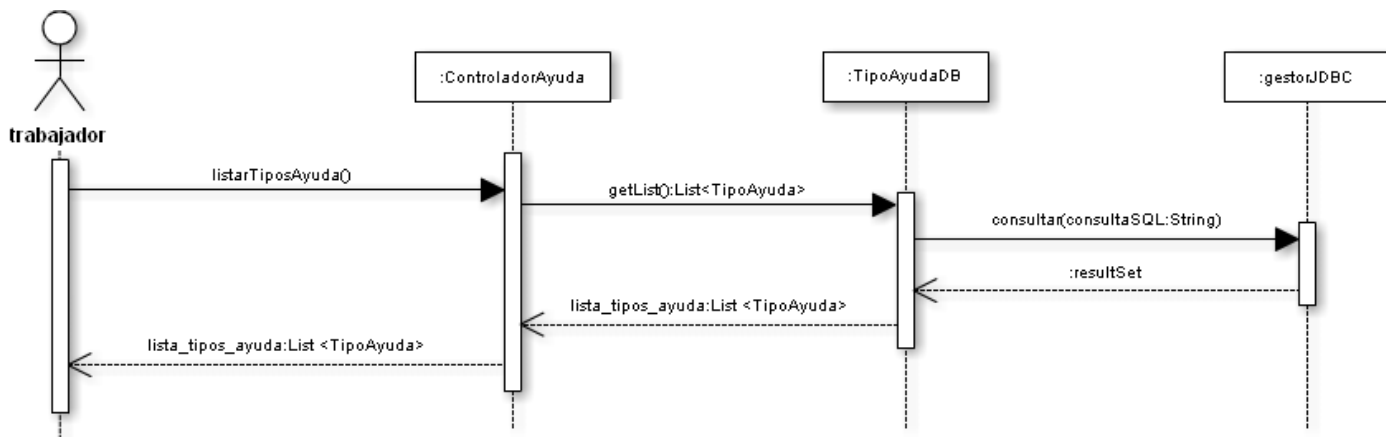 :ControladorAyuda
:TipoAyudaDB
:gestorJDBC
trabajador
listarTiposAyuda()
getList():List<TipoAyuda>
consultar(consultaSQL:String)
:resultSet
lista_tipos_ayuda:List <TipoAyuda>
lista_tipos_ayuda:List <TipoAyuda>